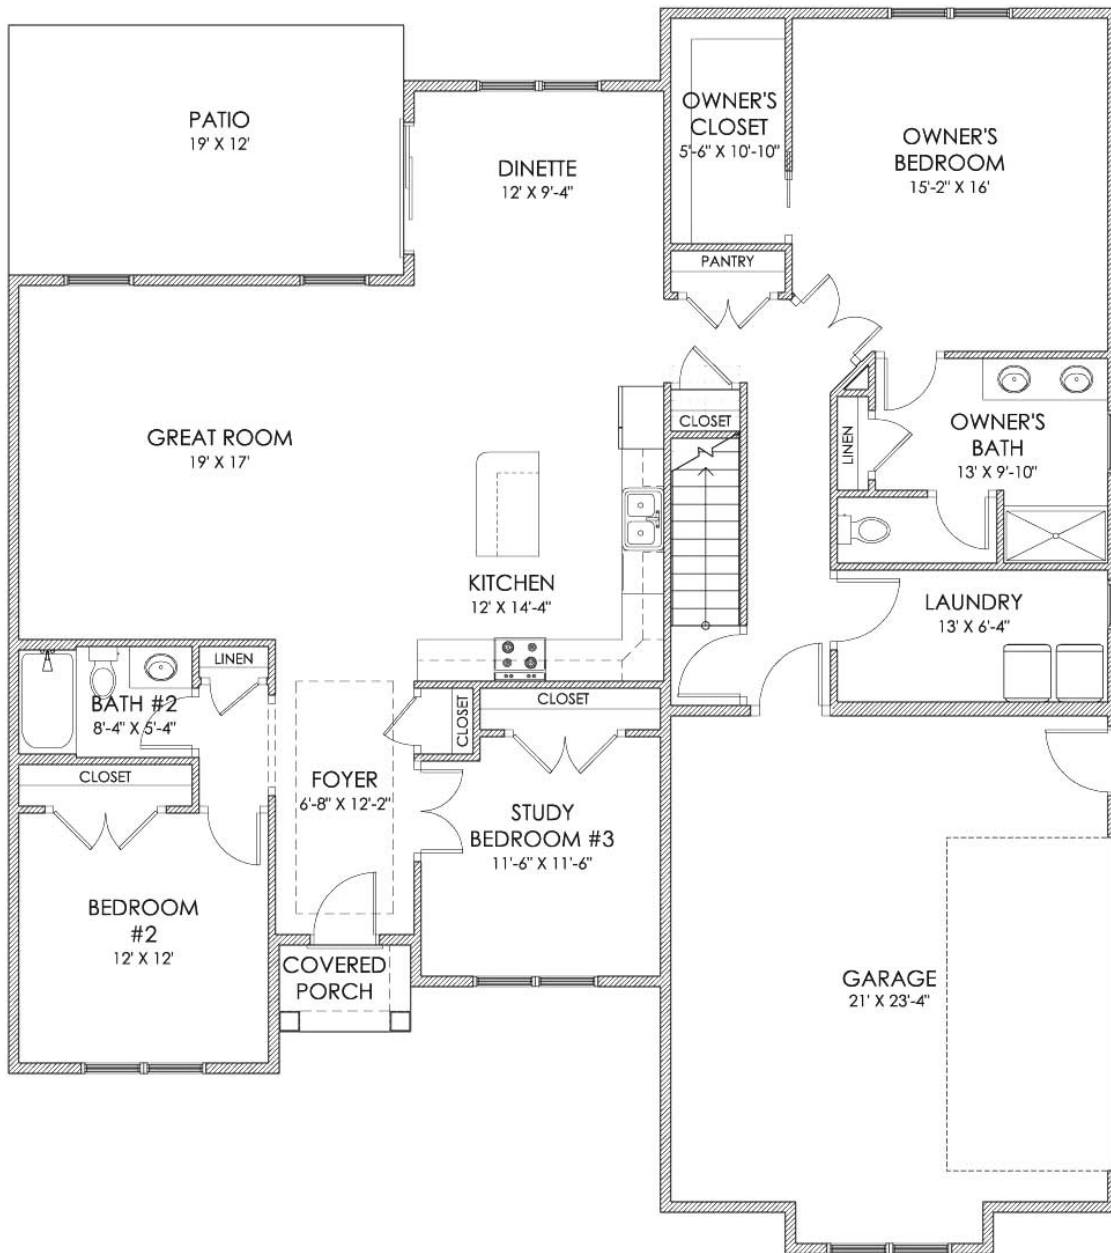 PATIO
19' X 12'
DINETTE
12' X 9'-4"
OWNER'S
CLOSET
5'-6" X 10'-10"
OWNER'S
BEDROOM
15'-2" X 16'
PANTRY
CLOSET
GREAT ROOM
19' X 17'
LINEN
OWNER'S
BATH
13' X 9'-10"
KITCHEN
12' X 14'-4"
LAUNDRY
13' X 6'-4"
LINEN
BATH #2
8'-4" X 5'-4"
CLOSET
CLOSET
CLOSET
FOYER
6'-8" X 12'-2"
STUDY
BEDROOM #3
11'-6" X 11'-6"
BEDROOM
#2
12' X 12'
COVERED
PORCH
GARAGE
21' X 23'-4"